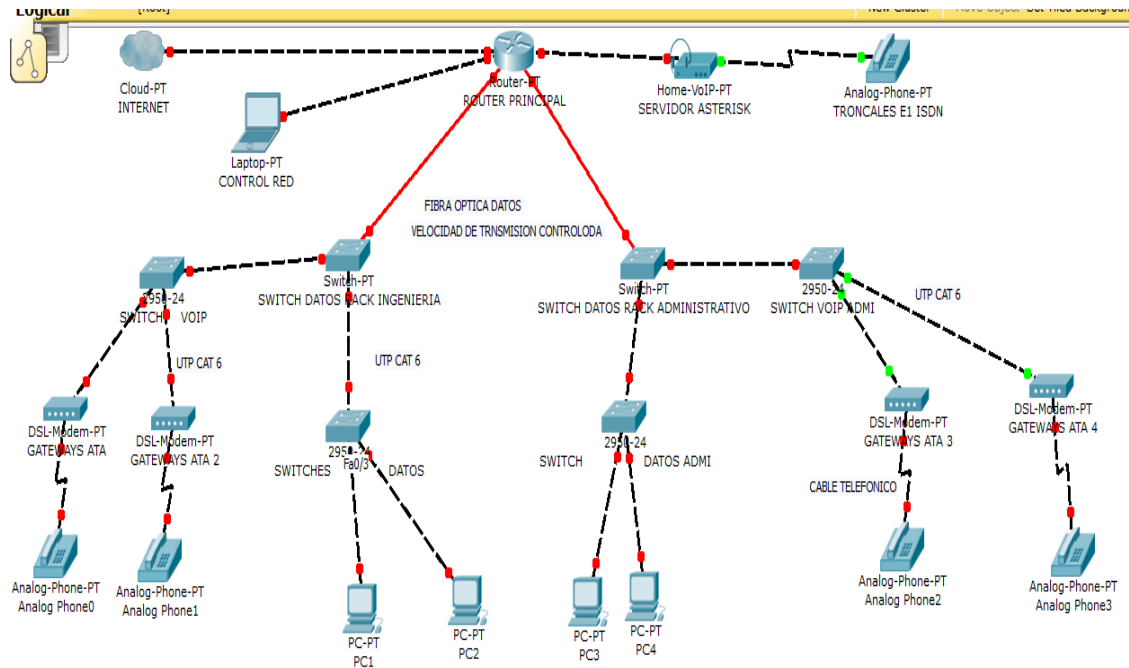 Logical
[Root]
New Cluster
Move Object
Set Tiled Background
Cloud-PT
INTERNET
Router-PT
ROUTER PRINCIPAL
Home-VoIP-PT
SERVIDOR ASTERISK
Analog-Phone-PT
TRONCALES E1 ISDN
Laptop-PT
CONTROL RED
FIBRA OPTICA DATOS
VELOCIDAD DE TRNSMISION CONTROLODA
2950-24
SWITCH VOIP
Switch-PT
SWITCH DATOS RACK INGENIERIA
Switch-PT
SWITCH DATOS RACK ADMINISTRATIVO
2950-24
SWITCH VOIP ADMI
UTP CAT 6
UTP CAT 6
UTP CAT 6
DSL-Modem-PT
GATEWAYS ATA
DSL-Modem-PT
GATEWAYS ATA 2
2950-24
Fa0/3
SWITCHES DATOS
2950-24
SWITCH DATOS ADMI
DSL-Modem-PT
GATEWAYS ATA 3
DSL-Modem-PT
GATEWAYS ATA 4
CABLE TELEFONICO
Analog-Phone-PT
Analog Phone0
Analog-Phone-PT
Analog Phone1
PC-PT
PC1
PC-PT
PC2
PC-PT
PC3
PC-PT
PC4
Analog-Phone-PT
Analog Phone2
Analog-Phone-PT
Analog Phone3